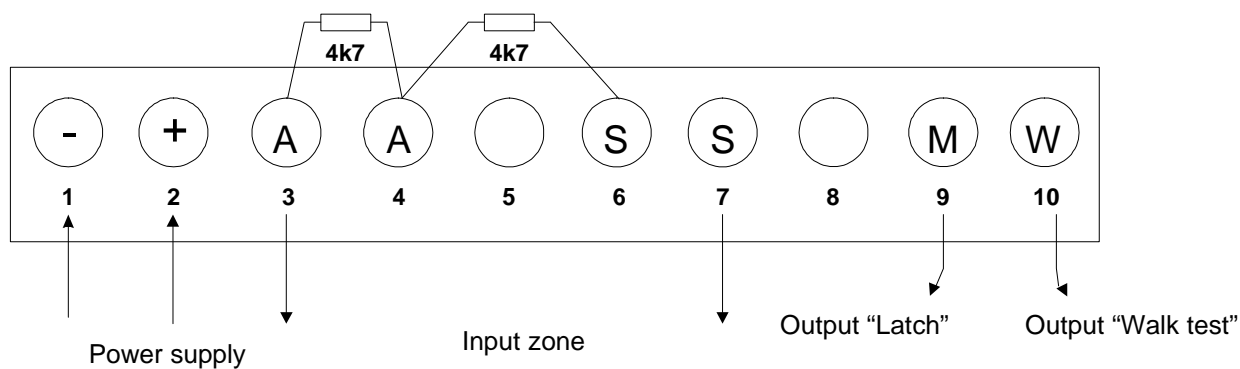 4k7 4k7
- + A A S S M W
1 2 3 4 5 6 7 8 9 10
Power supply
Input zone
Output “Latch”
Output “Walk test”